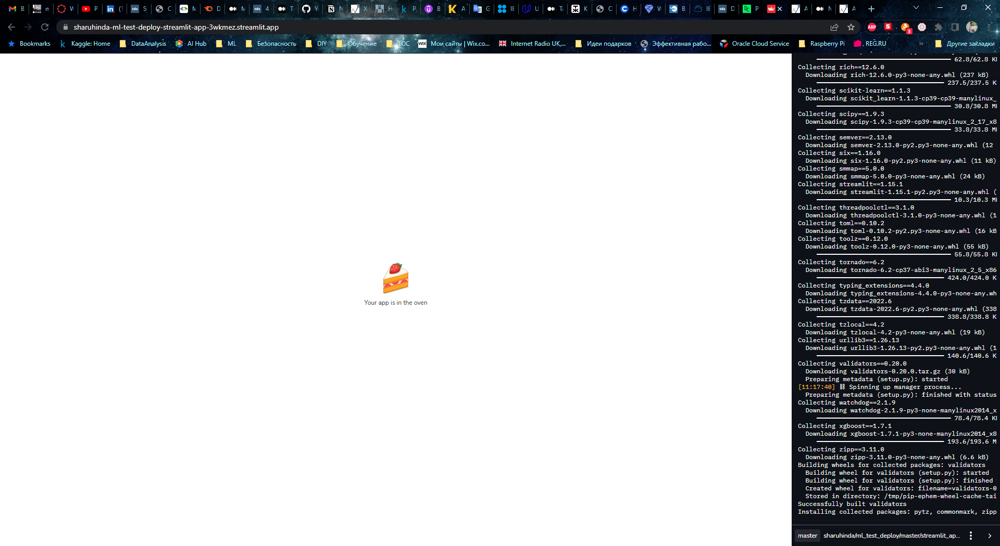 sharuhinda-ml-test-deploy-streamlit-app-3wkmez.streamlit.app
Bookmarks Kaggle: Home DataAnalysis AI Hub ML Безопасность DIY Обучение TOC Мои сайты | Wix.co... Internet Radio UK,... Идеи подарков Эффективная рабо... Oracle Cloud Service Raspberry Pi REG.RU » Другие закладки
Your app is in the oven
62.8/62.8 K
Collecting rich==12.6.0
Downloading rich-12.6.0-py3-none-any.whl (237 kB)
237.5/237.5 K
Collecting scikit-learn==1.1.3
Downloading scikit_learn-1.1.3-cp39-cp39-manylinux_
30.8/30.8 M
Collecting scipy==1.9.3
Downloading scipy-1.9.3-cp39-cp39-manylinux_2_17_x8
33.8/33.8 M
Collecting semver==2.13.0
Downloading semver-2.13.0-py2.py3-none-any.whl (12
Collecting six==1.16.0
Downloading six-1.16.0-py2.py3-none-any.whl (11 kB)
Collecting smmap==5.0.0
Downloading smmap-5.0.0-py3-none-any.whl (24 kB)
Collecting streamlit==1.15.1
Downloading streamlit-1.15.1-py2.py3-none-any.whl (
10.3/10.3 M
Collecting threadpoolctl==3.1.0
Downloading threadpoolctl-3.1.0-py3-none-any.whl (1
Collecting toml==0.10.2
Downloading toml-0.10.2-py2.py3-none-any.whl (16 kB
Collecting toolz==0.12.0
Downloading toolz-0.12.0-py3-none-any.whl (55 kB)
55.8/55.8 K
Collecting tornado==6.2
Downloading tornado-6.2-cp37-abi3-manylinux_2_5_x86
424.0/424.0 K
Collecting typing_extensions==4.4.0
Downloading typing_extensions-4.4.0-py3-none-any.wh
Collecting tzdata==2022.6
Downloading tzdata-2022.6-py2.py3-none-any.whl (338
338.8/338.8 K
Collecting tzlocal==4.2
Downloading tzlocal-4.2-py3-none-any.whl (19 kB)
Collecting urllib3==1.26.13
Downloading urllib3-1.26.13-py2.py3-none-any.whl (1
140.6/140.6 K
Collecting validators==0.20.0
Downloading validators-0.20.0.tar.gz (30 kB)
Preparing metadata (setup.py): started
[11:17:40] ⛓ Spinning up manager process...
Preparing metadata (setup.py): finished with status
Collecting watchdog==2.1.9
Downloading watchdog-2.1.9-py3-none-manylinux2014_x
78.4/78.4 K
Collecting xgboost==1.7.1
Downloading xgboost-1.7.1-py3-none-manylinux2014_x8
193.6/193.6 M
Collecting zipp==3.11.0
Downloading zipp-3.11.0-py3-none-any.whl (6.6 kB)
Building wheels for collected packages: validators
Building wheel for validators (setup.py): started
Building wheel for validators (setup.py): finished
Created wheel for validators: filename=validators-0
Stored in directory: /tmp/pip-ephem-wheel-cache-tai
Successfully built validators
Installing collected packages: pytz, commonmark, zipp
master sharuhinda/ml_test_deploy/master/streamlit_ap...